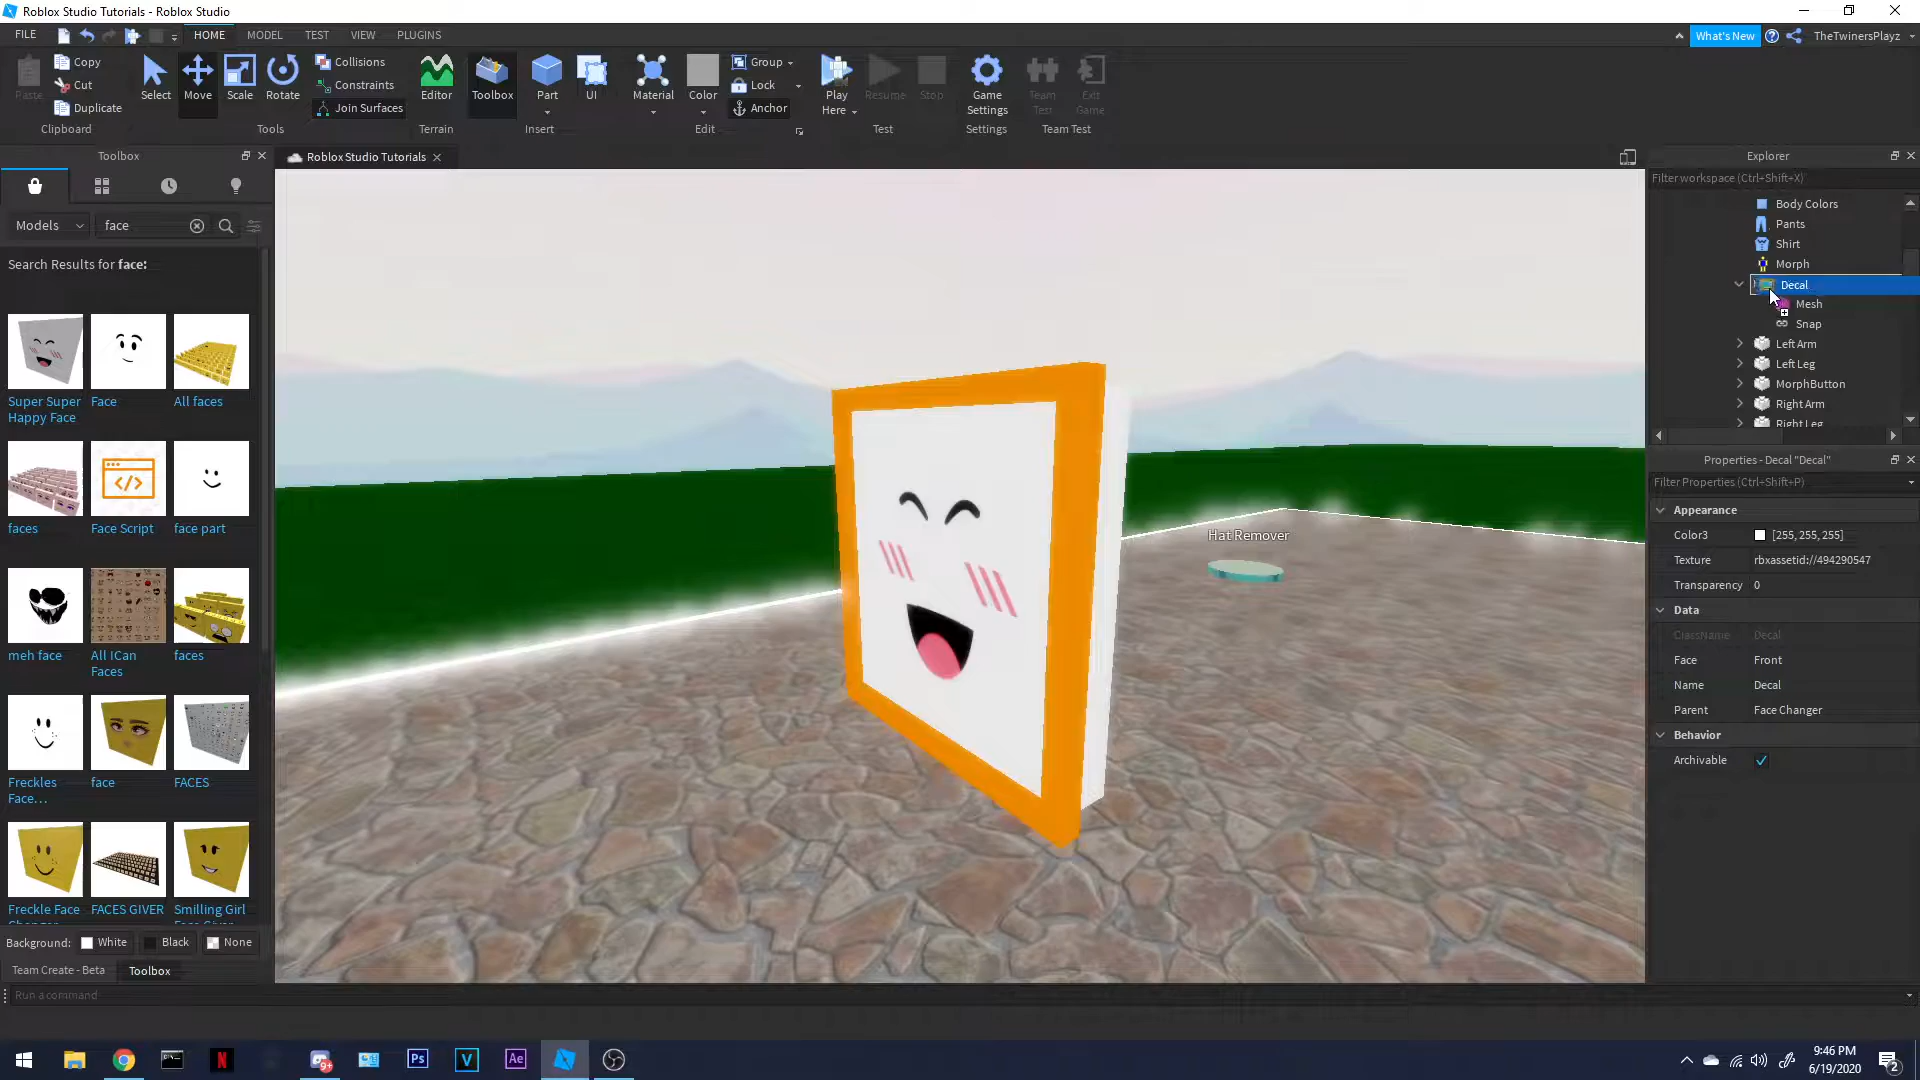 Roblox Studio Tutorials - Roblox Studio
FILE HOME MODEL TEST VIEW PLUGINS What's New TheTwinersPlayz
Paste Copy Cut Duplicate
Clipboard
Select Move Scale Rotate Collisions Constraints Join Surfaces
Tools
Editor
Terrain
Toolbox Part UI
Insert
Material Color Group Lock Anchor
Edit
Play Here Resume Stop
Test
Game Settings
Settings
Team Test Exit Game
Team Test
Toolbox
Roblox Studio Tutorials
Models face
Search Results for face:
Super Super Happy Face
Face
All faces
faces
Face Script
face part
meh face
All ICan Faces
faces
Freckles Face...
face
FACES
Freckle Face
FACES GIVER
Smilling Girl
Background: White Black None
Team Create - Beta Toolbox
Run a command
Hat Remover
Explorer
Filter workspace (Ctrl+Shift+X)
Body Colors
Pants
Shirt
Morph
Decal
Mesh
Snap
Left Arm
Left Leg
MorphButton
Right Arm
Right Leg
Properties - Decal "Decal"
Filter Properties (Ctrl+Shift+P)
Appearance
Color3 [255, 255, 255]
Texture rbxassetid://494290547
Transparency 0
Data
ClassName Decal
Face Front
Name Decal
Parent Face Changer
Behavior
Archivable
9+
Ps
V
Ae
9:46 PM
6/19/2020
2